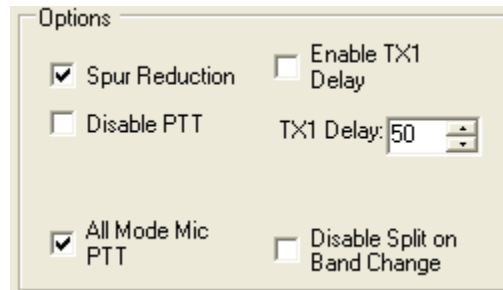 Options
Spur Reduction
Enable TX1
Delay
Disable PTT
TX1 Delay: 50
All Mode Mic
PTT
Disable Split on
Band Change